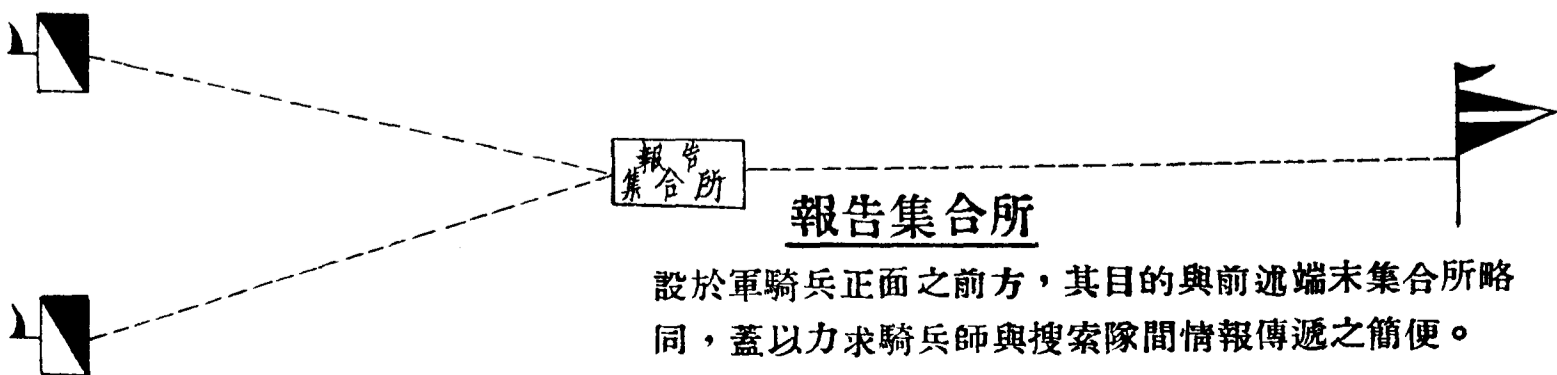 報告
集合所
報告集合所
設於軍騎兵正面之前方，其目的與前述端末集合所略
同，蓋以力求騎兵師與搜索隊間情報傳遞之簡便。